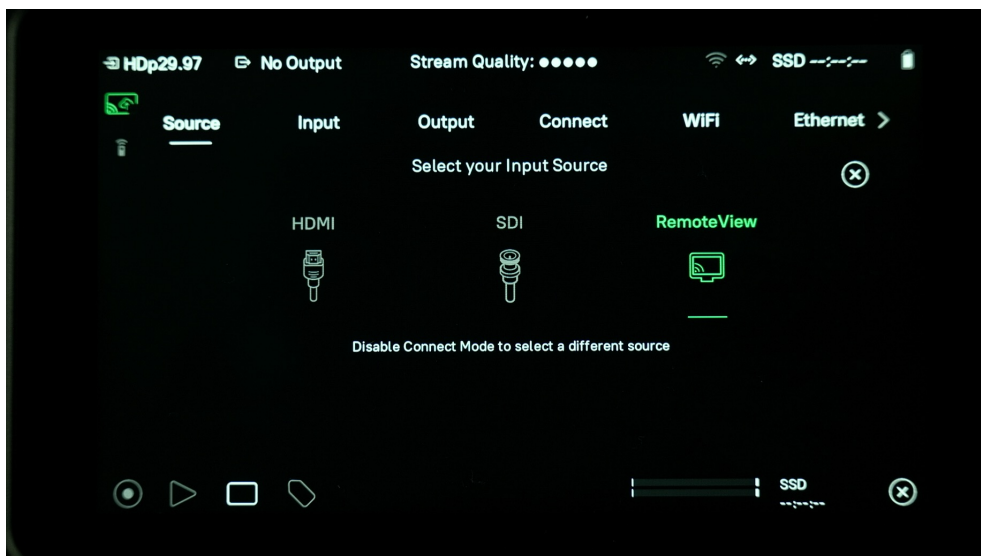 HDp29.97 No Output Stream Quality: ●●●●● SSD --:--:--
Source Input Output Connect WiFi Ethernet >
Select your Input Source
HDMI SDI RemoteView
Disable Connect Mode to select a different source
SSD
--:--:--